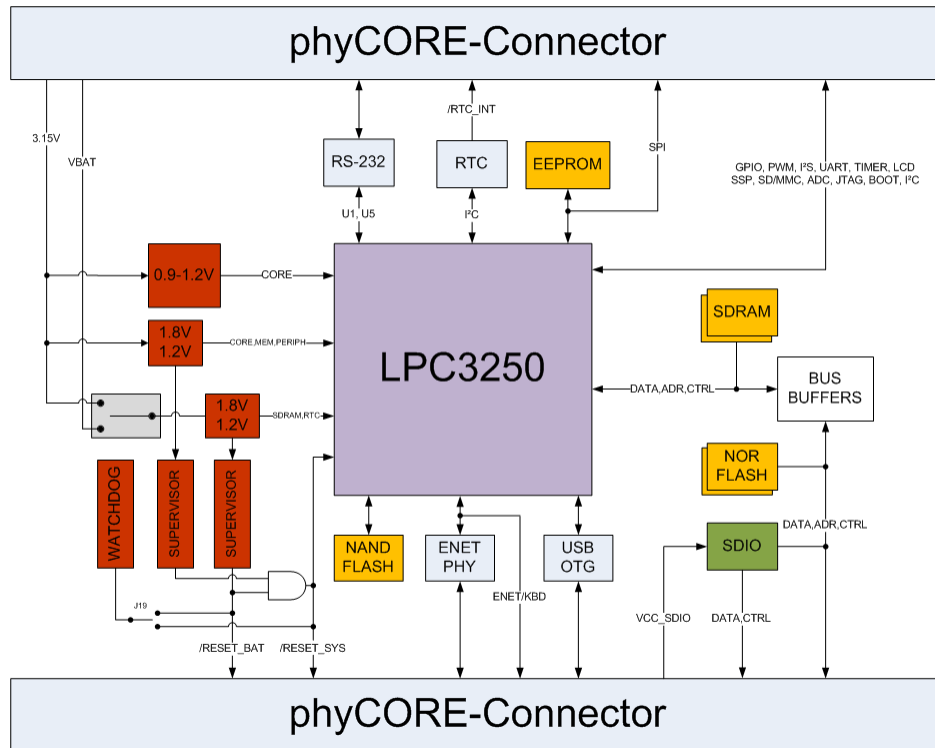 phyCORE-Connector
3.15V
VBAT
/RTC_INT
SPI
RS-232
RTC
EEPROM
GPIO, PWM, I²S, UART, TIMER, LCD
SSP, SD/MMC, ADC, JTAG, BOOT, I²C
U1, U5
I²C
0.9-1.2V
CORE
1.8V
1.2V
CORE,MEM,PERIPH
LPC3250
SDRAM
DATA,ADR,CTRL
BUS
BUFFERS
1.8V
1.2V
SDRAM,RTC
WATCHDOG
SUPERVISOR
SUPERVISOR
NOR
FLASH
DATA,ADR,CTRL
NAND
FLASH
ENET
PHY
USB
OTG
SDIO
ENET/KBD
J19
VCC_SDIO
DATA,CTRL
/RESET_BAT
/RESET_SYS
phyCORE-Connector